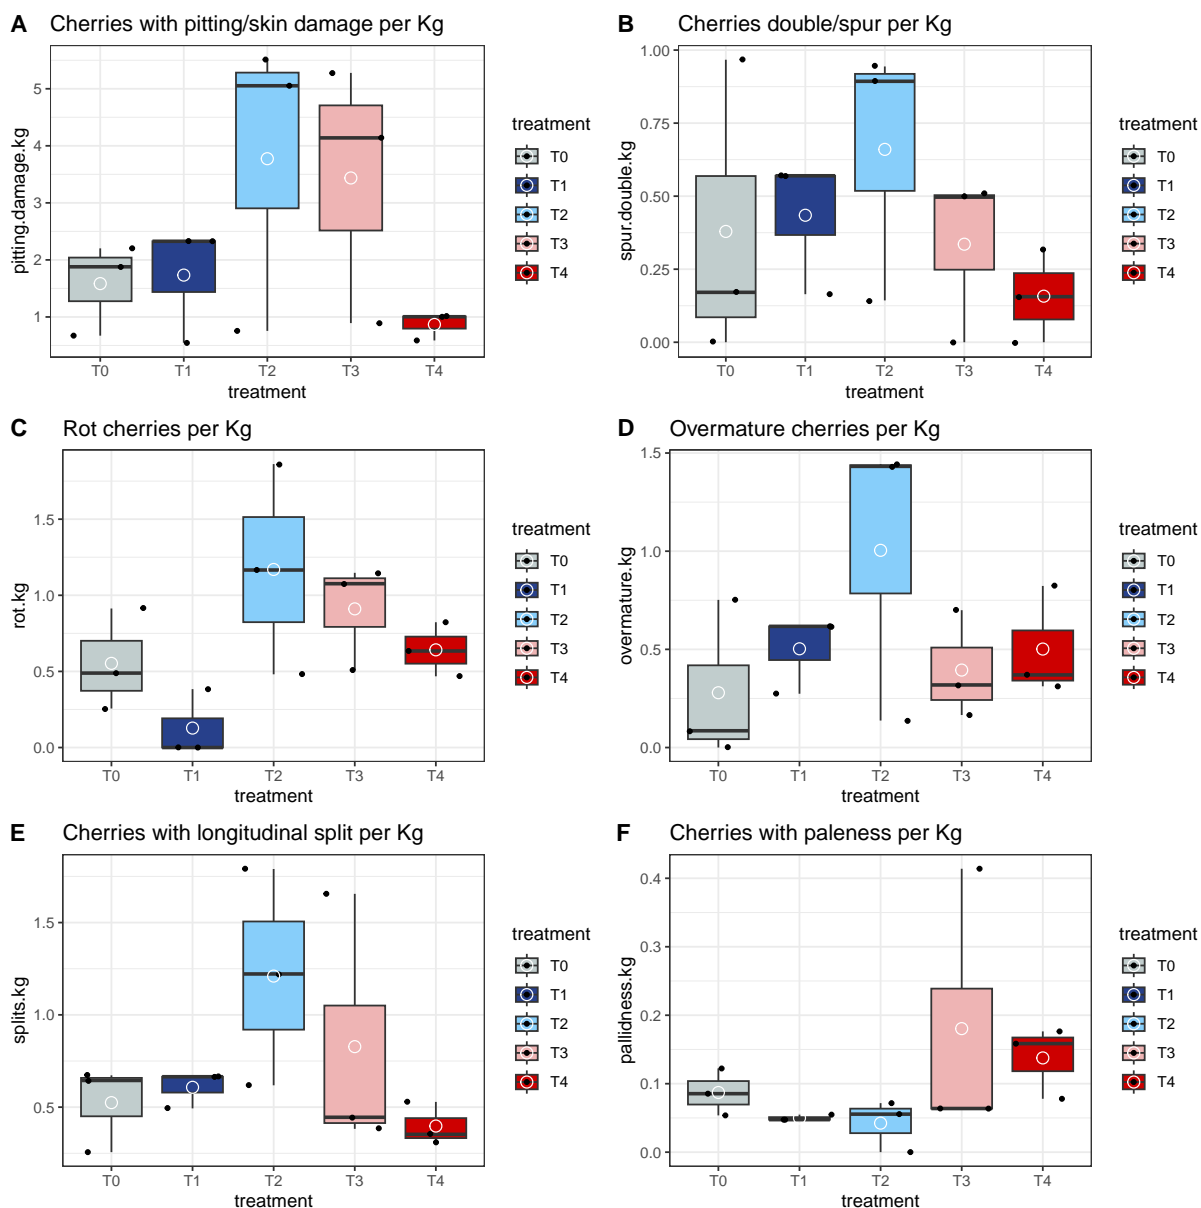 A Cherries with pitting/skin damage per Kg
pitting.damage.kg
5
4
3
2
1
T0 T1 T2 T3 T4
treatment
treatment
T0
T1
T2
T3
T4
B Cherries double/spur per Kg
spur.double.kg
1.00
0.75
0.50
0.25
0.00
T0 T1 T2 T3 T4
treatment
treatment
T0
T1
T2
T3
T4
C Rot cherries per Kg
rot.kg
1.5
1.0
0.5
0.0
T0 T1 T2 T3 T4
treatment
treatment
T0
T1
T2
T3
T4
D Overmature cherries per Kg
overmature.kg
1.5
1.0
0.5
0.0
T0 T1 T2 T3 T4
treatment
treatment
T0
T1
T2
T3
T4
E Cherries with longitudinal split per Kg
splits.kg
1.5
1.0
0.5
T0 T1 T2 T3 T4
treatment
treatment
T0
T1
T2
T3
T4
F Cherries with paleness per Kg
pallidness.kg
0.4
0.3
0.2
0.1
0.0
T0 T1 T2 T3 T4
treatment
treatment
T0
T1
T2
T3
T4